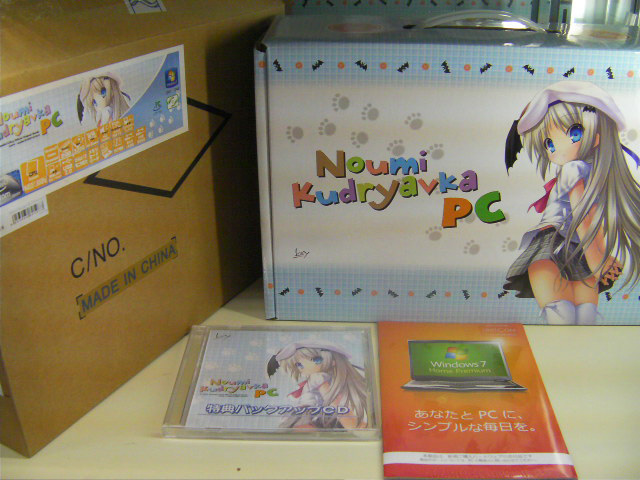 Noumi
Kudryavka
PC
C/NO.
MADE IN CHINA
Noumi
Kudryavka
PC
key
key
Noumi
Kudryavka
PC
特典バックアップCD
Windows 7
Home Premium
あなたと PC に、
シンプルな毎日を。